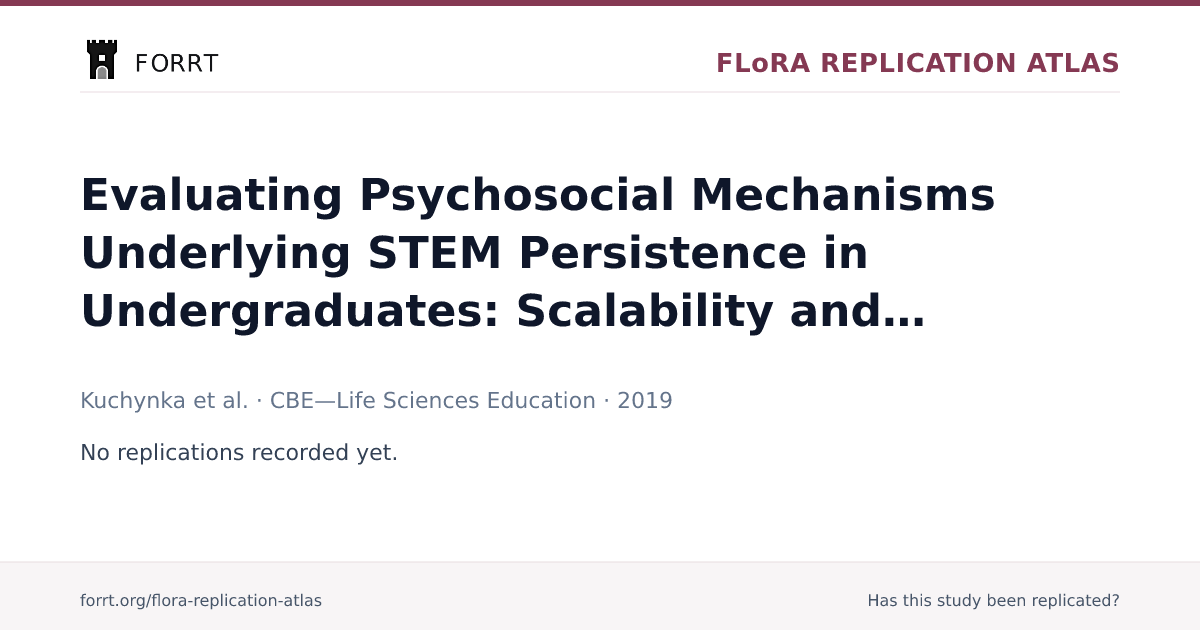 FORRT
FLoRA REPLICATION ATLAS
Evaluating Psychosocial Mechanisms
Underlying STEM Persistence in
Undergraduates: Scalability and…
Kuchynka et al. · CBE—Life Sciences Education · 2019
No replications recorded yet.
forrt.org/flora-replication-atlas
Has this study been replicated?